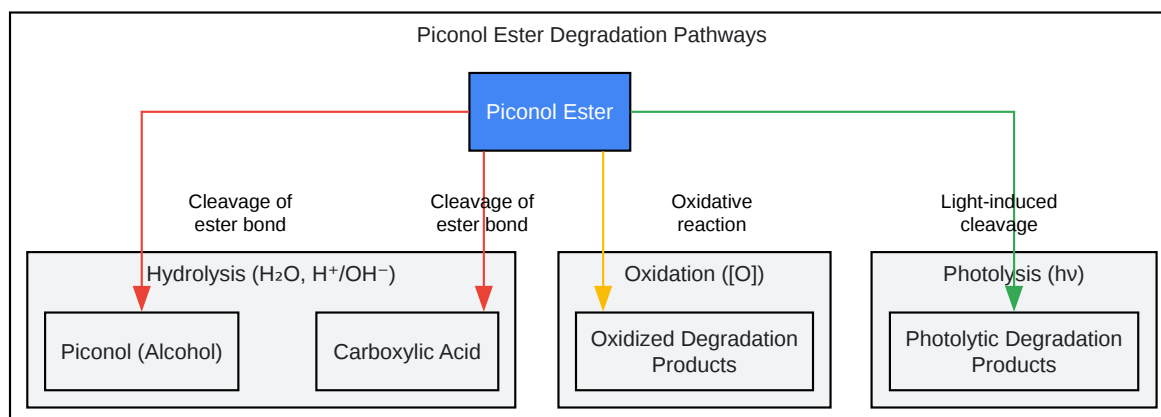 Piconol Ester Degradation Pathways
Piconol Ester
Cleavage of
ester bond
Cleavage of
ester bond
Oxidative
reaction
Light-induced
cleavage
Hydrolysis (H₂O, H⁺/OH⁻)
Oxidation ([O])
Photolysis (hν)
Piconol (Alcohol)
Carboxylic Acid
Oxidized Degradation
Products
Photolytic Degradation
Products